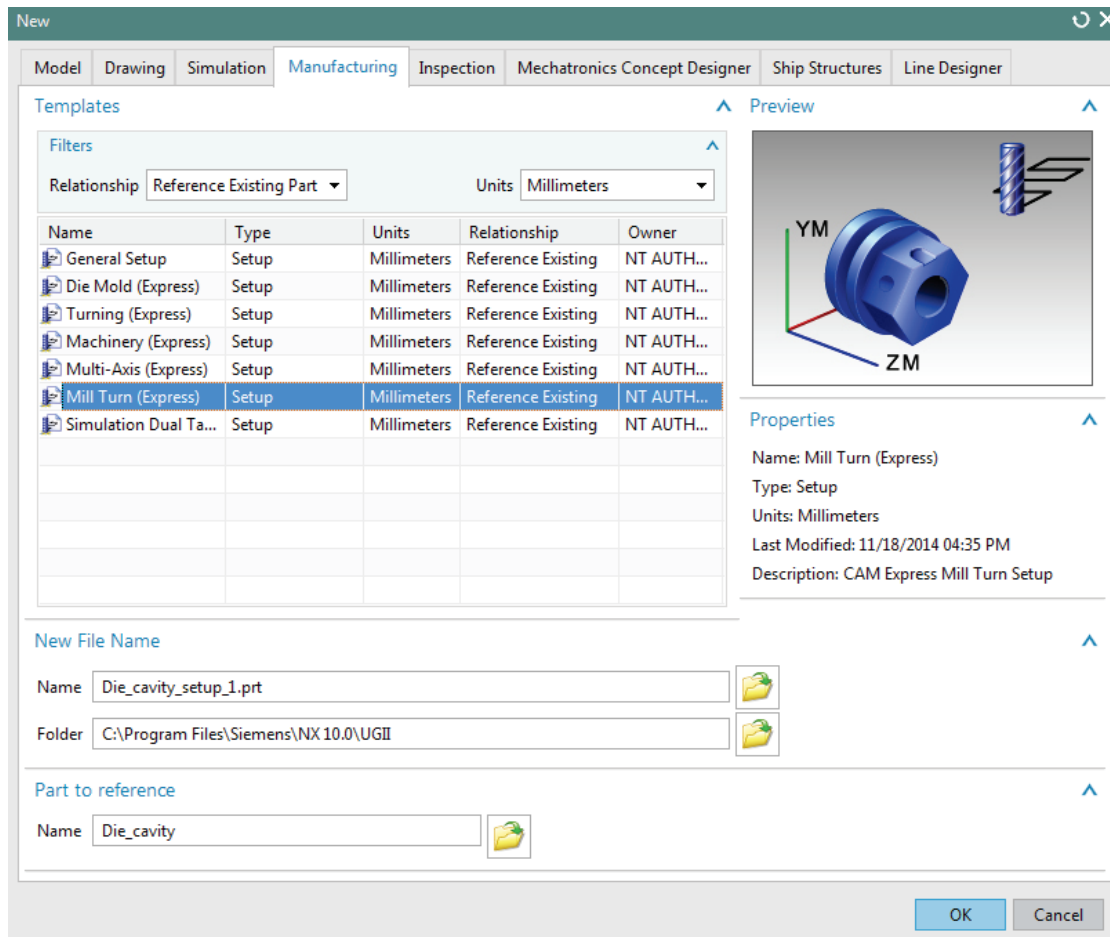 New
Model Drawing Simulation Manufacturing Inspection Mechatronics Concept Designer Ship Structures Line Designer
Templates
Filters
Relationship Reference Existing Part Units Millimeters
Name Type Units Relationship Owner
General Setup Setup Millimeters Reference Existing NT AUTH...
Die Mold (Express) Setup Millimeters Reference Existing NT AUTH...
Turning (Express) Setup Millimeters Reference Existing NT AUTH...
Machinery (Express) Setup Millimeters Reference Existing NT AUTH...
Multi-Axis (Express) Setup Millimeters Reference Existing NT AUTH...
Mill Turn (Express) Setup Millimeters Reference Existing NT AUTH...
Simulation Dual Ta... Setup Millimeters Reference Existing NT AUTH...
Preview
YM
ZM
Properties
Name: Mill Turn (Express)
Type: Setup
Units: Millimeters
Last Modified: 11/18/2014 04:35 PM
Description: CAM Express Mill Turn Setup
New File Name
Name Die_cavity_setup_1.prt
Folder C:\Program Files\Siemens\NX 10.0\UGII
Part to reference
Name Die_cavity
OK Cancel